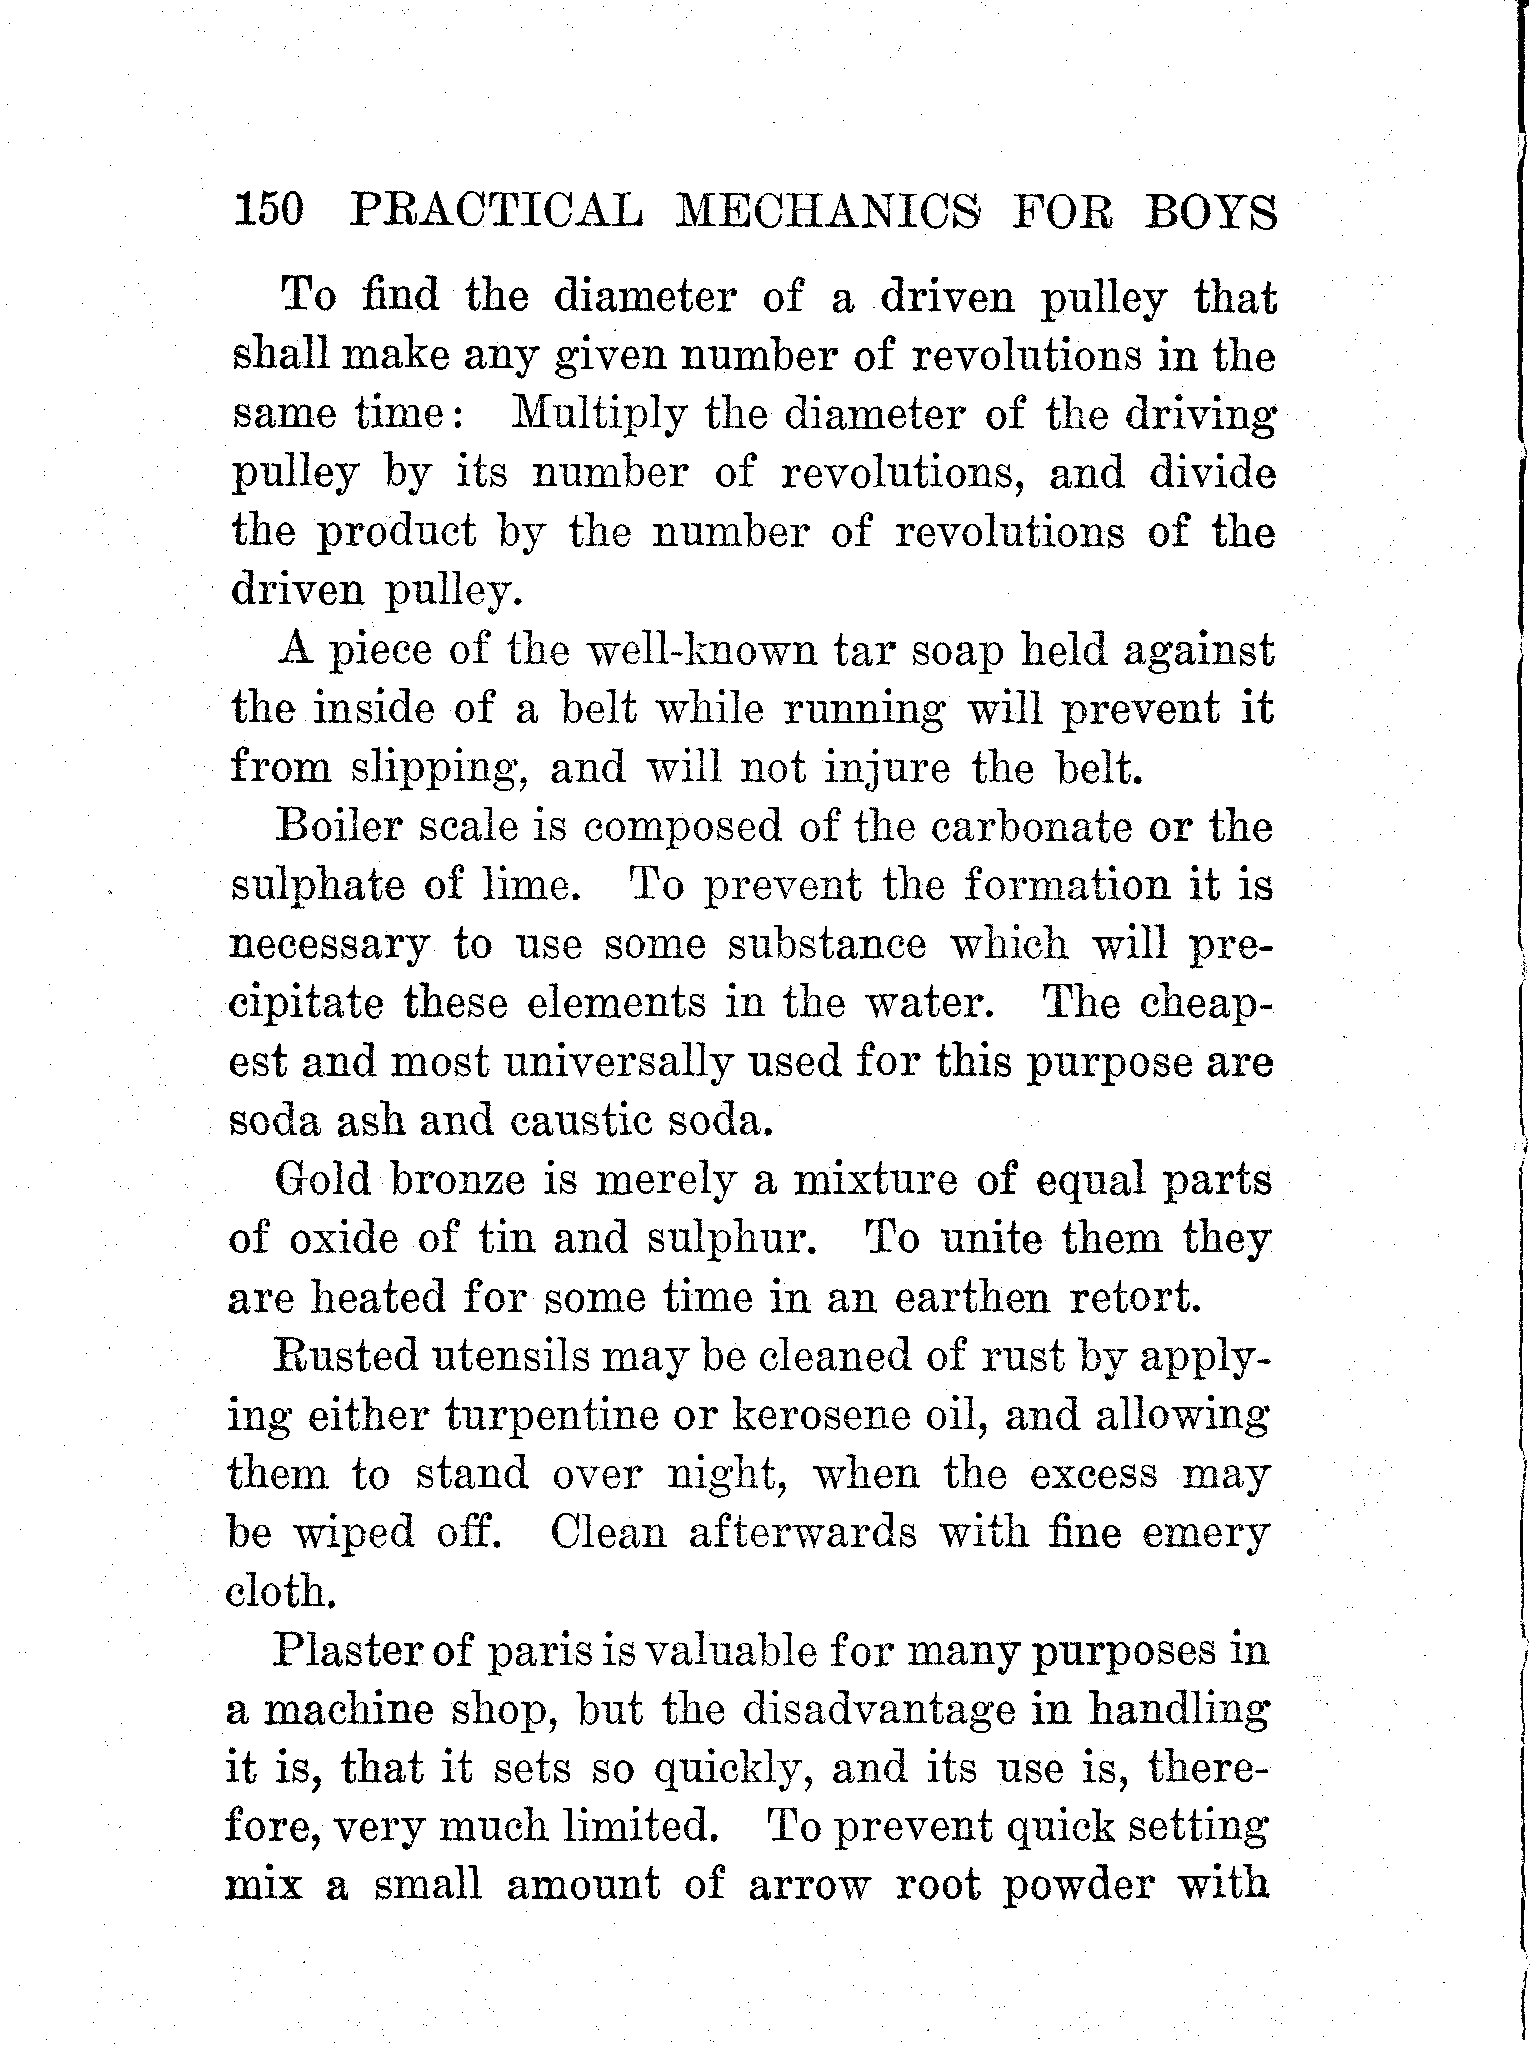 150 PRACTICAL MECHANICS FOR BOYS
To find the diameter of a driven pulley that
shall make any given number of revolutions in the
same time: Multiply the diameter of the driving
pulley by its number of revolutions, and divide
the product by the number of revolutions of the
driven pulley.
A piece of the well-known tar soap held against
the inside of a belt while running will prevent it
from slipping, and will not injure the belt.
Boiler scale is composed of the carbonate or the
sulphate of lime. To prevent the formation it is
necessary to use some substance which will pre-
cipitate these elements in the water. The cheap-
est and most universally used for this purpose are
soda ash and caustic soda.
Gold bronze is merely a mixture of equal parts
of oxide of tin and sulphur. To unite them they
are heated for some time in an earthen retort.
Rusted utensils may be cleaned of rust by apply-
ing either turpentine or kerosene oil, and allowing
them to stand over night, when the excess may
be wiped off. Clean afterwards with fine emery
cloth.
Plaster of paris is valuable for many purposes in
a machine shop, but the disadvantage in handling
it is, that it sets so quickly, and its use is, there-
fore, very much limited. To prevent quick setting
mix a small amount of arrow root powder with